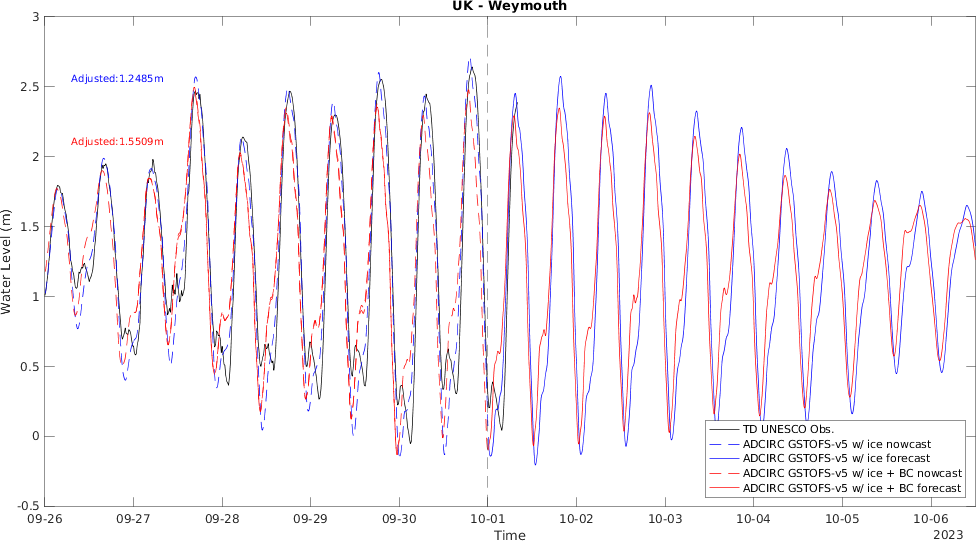 UK - Weymouth
Water Level (m)
3
2.5
2
1.5
1
0.5
0
-0.5
Adjusted:1.2485m
Adjusted:1.5509m
TD UNESCO Obs.
ADCIRC GSTOFS-v5 w/ ice nowcast
ADCIRC GSTOFS-v5 w/ ice forecast
ADCIRC GSTOFS-v5 w/ ice + BC nowcast
ADCIRC GSTOFS-v5 w/ ice + BC forecast
09-26 09-27 09-28 09-29 09-30 10-01 10-02 10-03 10-04 10-05 10-06
Time
2023